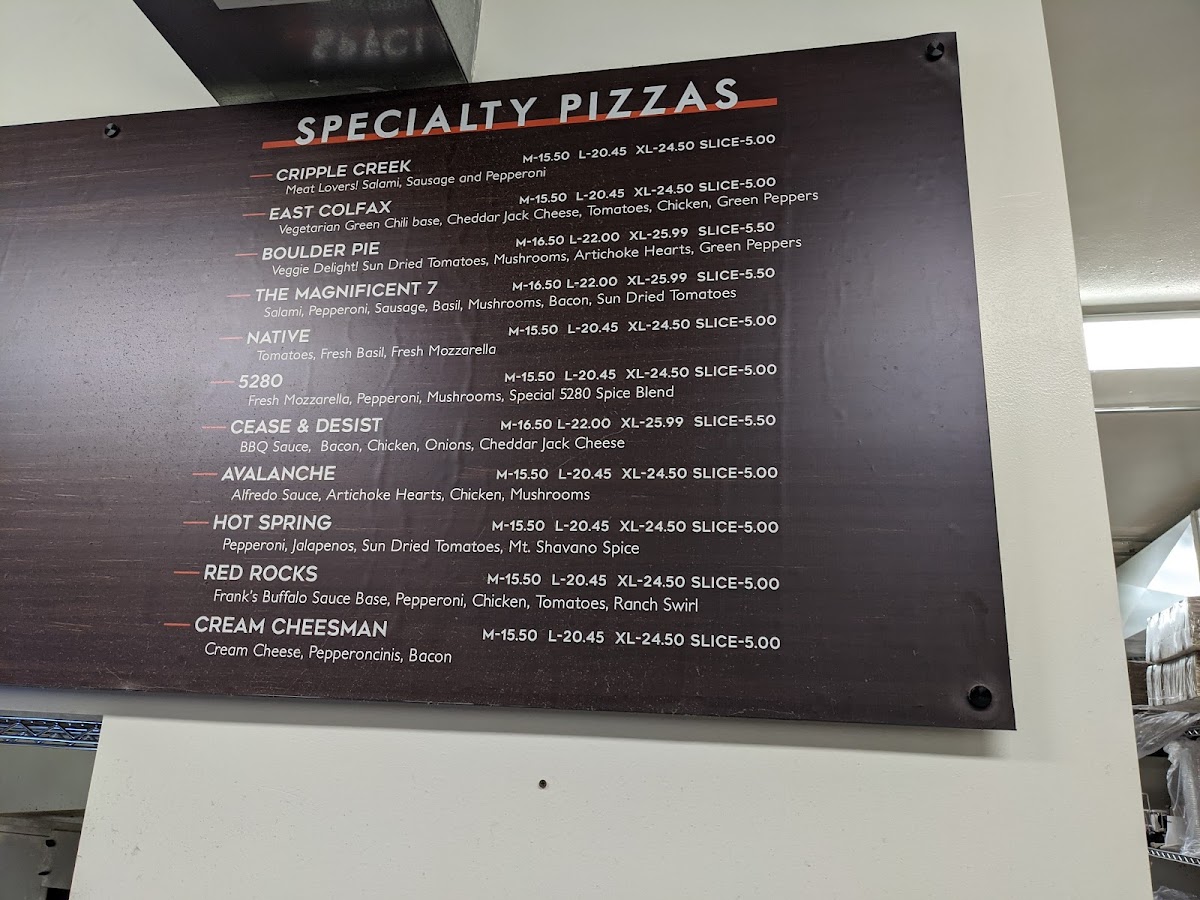 SPECIALTY PIZZAS
CRIPPLE CREEK M-15.50 L-20.45 XL-24.50 SLICE-5.00
Meat Lovers! Salami, Sausage and Pepperoni
EAST COLFAX M-15.50 L-20.45 XL-24.50 SLICE-5.00
Vegetarian Green Chili base, Cheddar Jack Cheese, Tomatoes, Chicken, Green Peppers
BOULDER PIE M-16.50 L-22.00 XL-25.99 SLICE-5.50
Veggie Delight! Sun Dried Tomatoes, Mushrooms, Artichoke Hearts, Green Peppers
THE MAGNIFICENT 7 M-16.50 L-22.00 XL-25.99 SLICE-5.50
Salami, Pepperoni, Sausage, Basil, Mushrooms, Bacon, Sun Dried Tomatoes
NATIVE M-15.50 L-20.45 XL-24.50 SLICE-5.00
Tomatoes, Fresh Basil, Fresh Mozzarella
5280 M-15.50 L-20.45 XL-24.50 SLICE-5.00
Fresh Mozzarella, Pepperoni, Mushrooms, Special 5280 Spice Blend
CEASE & DESIST M-16.50 L-22.00 XL-25.99 SLICE-5.50
BBQ Sauce, Bacon, Chicken, Onions, Cheddar Jack Cheese
AVALANCHE M-15.50 L-20.45 XL-24.50 SLICE-5.00
Alfredo Sauce, Artichoke Hearts, Chicken, Mushrooms
HOT SPRING M-15.50 L-20.45 XL-24.50 SLICE-5.00
Pepperoni, Jalapenos, Sun Dried Tomatoes, Mt. Shavano Spice
RED ROCKS M-15.50 L-20.45 XL-24.50 SLICE-5.00
Frank's Buffalo Sauce Base, Pepperoni, Chicken, Tomatoes, Ranch Swirl
CREAM CHEESMAN M-15.50 L-20.45 XL-24.50 SLICE-5.00
Cream Cheese, Pepperoncinis, Bacon